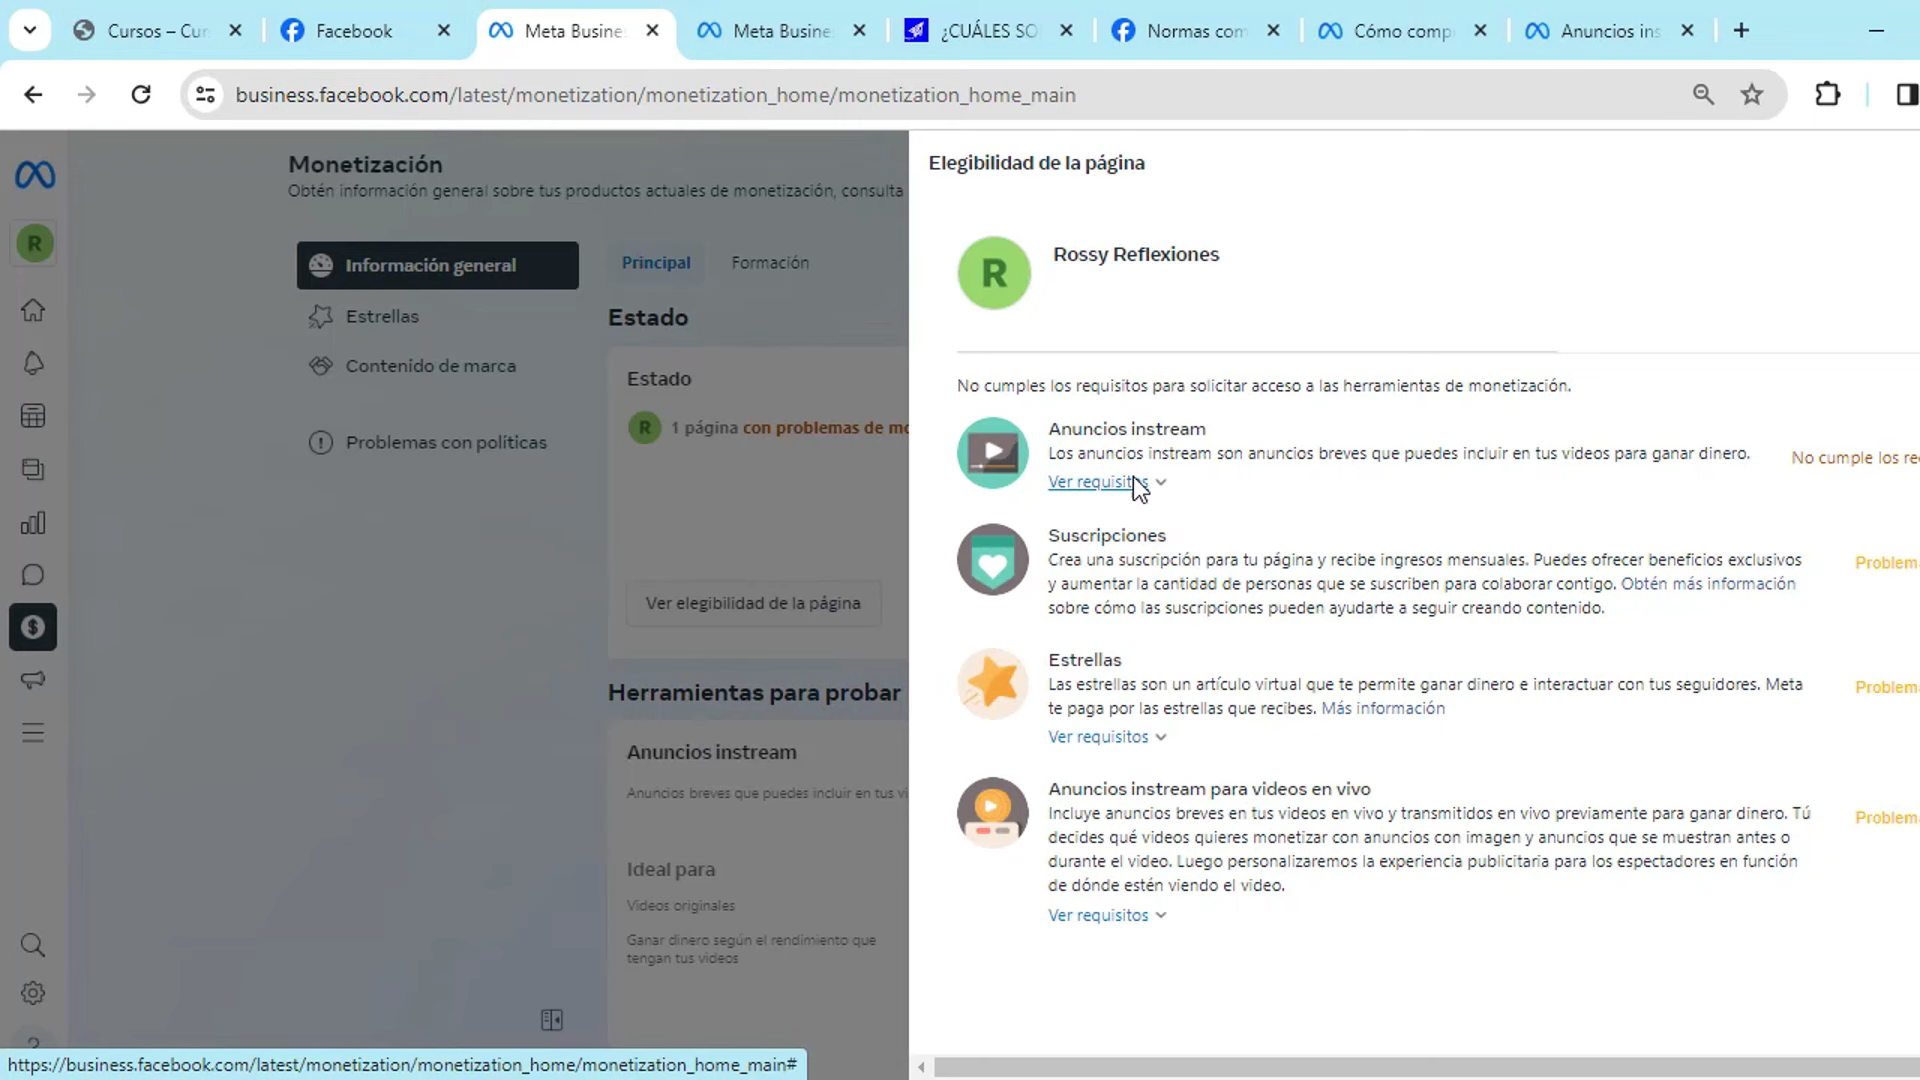 Cursos – Cur
Facebook
Meta Busine
Meta Busine
¿CUÁLES SO
Normas com
Cómo comp
Anuncios ins
business.facebook.com/latest/monetization/monetization_home/monetization_home_main
Monetización
Obtén información general sobre tus productos actuales de monetización, consulta
R
Información general
Estrellas
Contenido de marca
Problemas con políticas
Principal
Formación
Estado
Estado
R
1 página con problemas de mo
Ver elegibilidad de la página
Herramientas para probar
Anuncios instream
Anuncios breves que puedes incluir en tus vi
Ideal para
Videos originales
Ganar dinero según el rendimiento que
tengan tus videos
Elegibilidad de la página
R
Rossy Reflexiones
No cumples los requisitos para solicitar acceso a las herramientas de monetización.
Anuncios instream
Los anuncios instream son anuncios breves que puedes incluir en tus videos para ganar dinero.
No cumple los re
Ver requisitos
Suscripciones
Crea una suscripción para tu página y recibe ingresos mensuales. Puedes ofrecer beneficios exclusivos
y aumentar la cantidad de personas que se suscriben para colaborar contigo. Obtén más información
sobre cómo las suscripciones pueden ayudarte a seguir creando contenido.
Problema
Estrellas
Las estrellas son un artículo virtual que te permite ganar dinero e interactuar con tus seguidores. Meta
te paga por las estrellas que recibes. Más información
Problema
Ver requisitos
Anuncios instream para videos en vivo
Incluye anuncios breves en tus videos en vivo y transmitidos en vivo previamente para ganar dinero. Tú
decides qué videos quieres monetizar con anuncios con imagen y anuncios que se muestran antes o
durante el video. Luego personalizaremos la experiencia publicitaria para los espectadores en función
de dónde estén viendo el video.
Problema
Ver requisitos
https://business.facebook.com/latest/monetization/monetization_home/monetization_home_main#